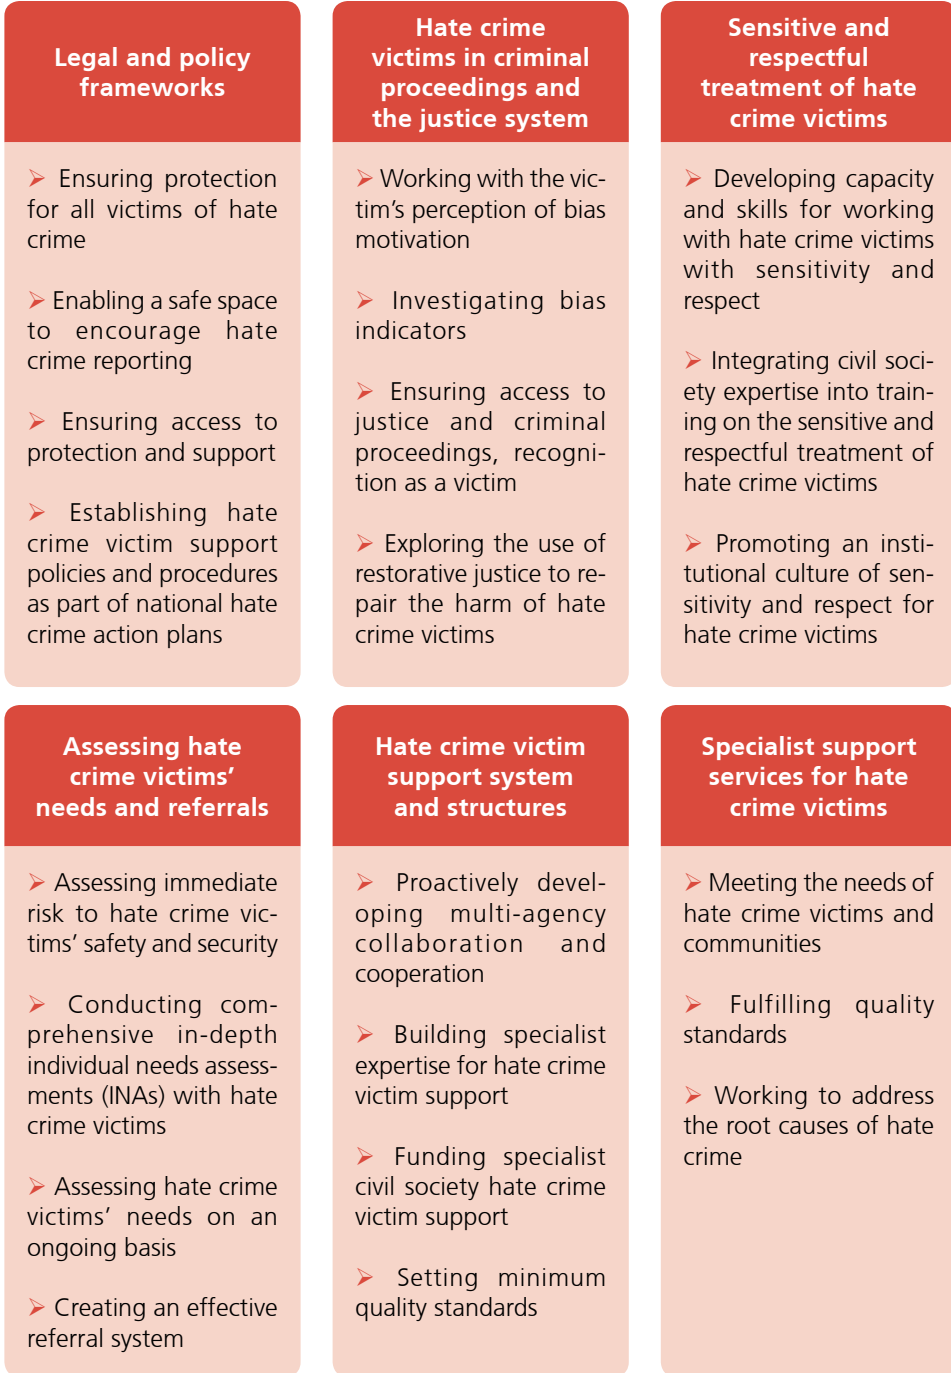 Legal and policy
frameworks
➢ Ensuring protection
for all victims of hate
crime
➢ Enabling a safe space
to encourage hate
crime reporting
➢ Ensuring access to
protection and support
➢ Establishing hate
crime victim support
policies and procedures
as part of national hate
crime action plans
Hate crime
victims in criminal
proceedings and
the justice system
➢ Working with the vic-
tim’s perception of bias
motivation
➢ Investigating bias
indicators
➢ Ensuring access to
justice and criminal
proceedings, recogni-
tion as a victim
➢ Exploring the use of
restorative justice to re-
pair the harm of hate
crime victims
Sensitive and
respectful
treatment of hate
crime victims
➢ Developing capacity
and skills for working
with hate crime victims
with sensitivity and
respect
➢ Integrating civil soci-
ety expertise into train-
ing on the sensitive and
respectful treatment of
hate crime victims
➢ Promoting an insti-
tutional culture of sen-
sitivity and respect for
hate crime victims
Assessing hate
crime victims’
needs and referrals
➢ Assessing immediate
risk to hate crime vic-
tims’ safety and security
➢ Conducting com-
prehensive in-depth
individual needs assess-
ments (INAs) with hate
crime victims
➢ Assessing hate crime
victims’ needs on an
ongoing basis
➢ Creating an effective
referral system
Hate crime victim
support system
and structures
➢ Proactively devel-
oping multi-agency
collaboration and
cooperation
➢ Building specialist
expertise for hate crime
victim support
➢ Funding specialist
civil society hate crime
victim support
➢ Setting minimum
quality standards
Specialist support
services for hate
crime victims
➢ Meeting the needs of
hate crime victims and
communities
➢ Fulfilling quality
standards
➢ Working to address
the root causes of hate
crime